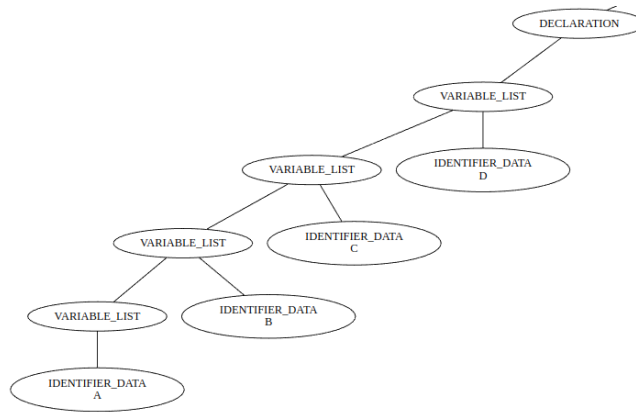 DECLARATION
VARIABLE_LIST
VARIABLE_LIST
IDENTIFIER_DATA
D
VARIABLE_LIST
IDENTIFIER_DATA
C
VARIABLE_LIST
IDENTIFIER_DATA
B
IDENTIFIER_DATA
A